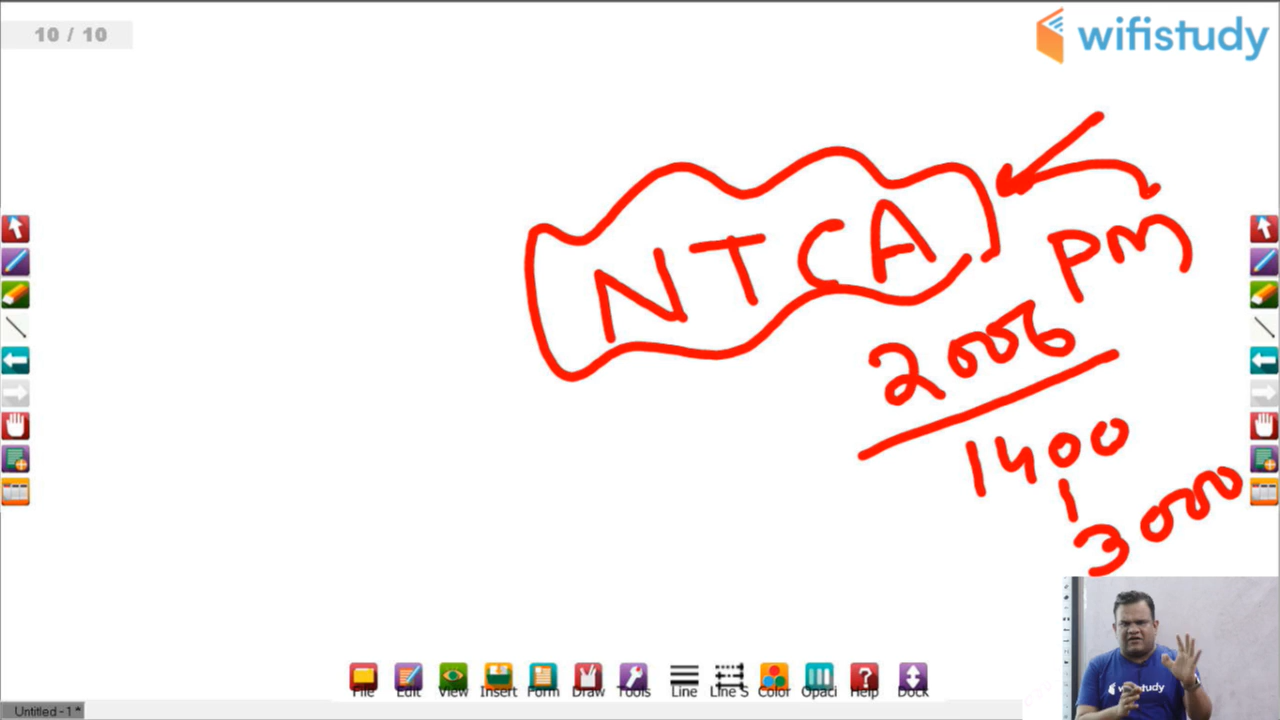 10 / 10
wifistudy
NTCA
PM
2006
1400
3000
File Edit View Insert Form Draw Tools Line Line S Color Opaci Help Dock
wifistudy
Untitled - 1 *